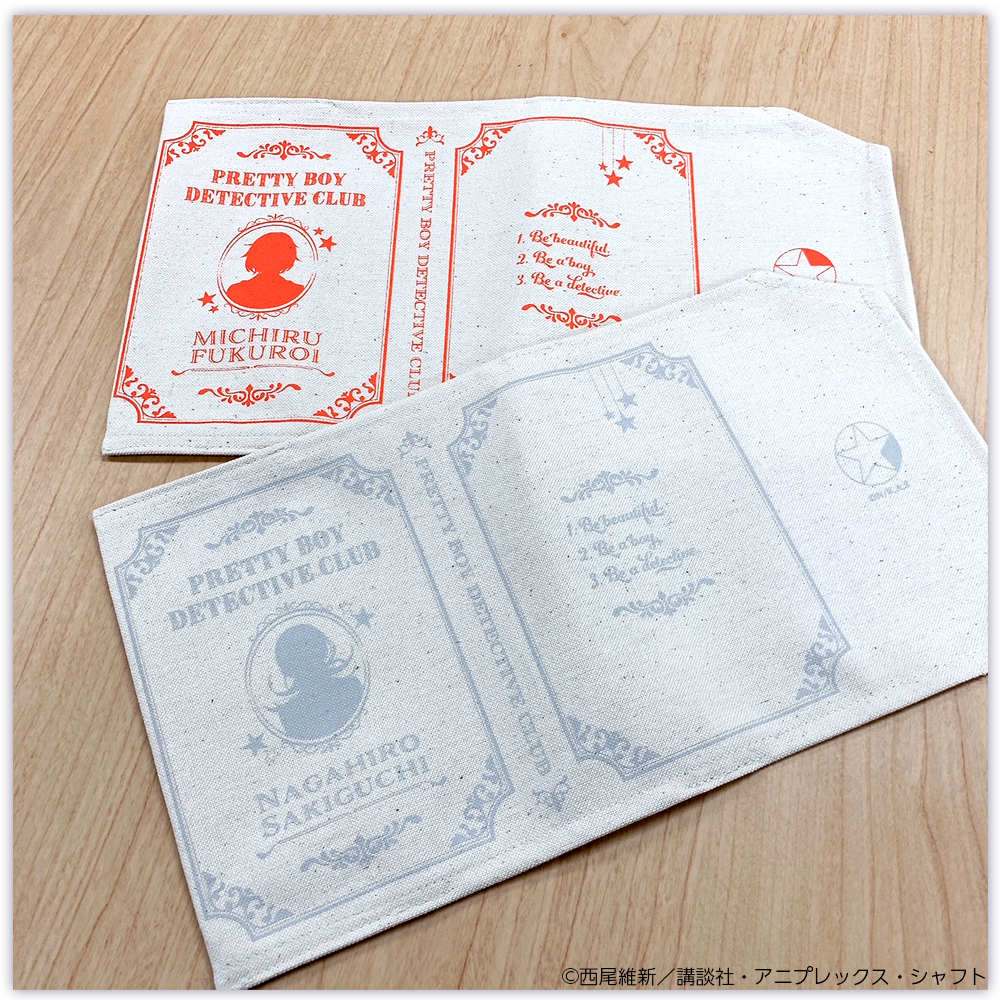 PRETTY BOY
DETECTIVE CLUB
MICHIRU
FUKUROI
PRETTY BOY DETECTIVE CLU
1. Be beautiful.
2. Be a boy,
3. Be a detective.
PRETTY BOY
DETECTIVE CLUB
NAGAHIRO
SAKIGUCHI
PRETTY BOY DETECTIVE CLUB
1. Be beautiful.
2. Be a boy,
3. Be a detective.
©西尾維新／講談社・アニプレックス・シャフト